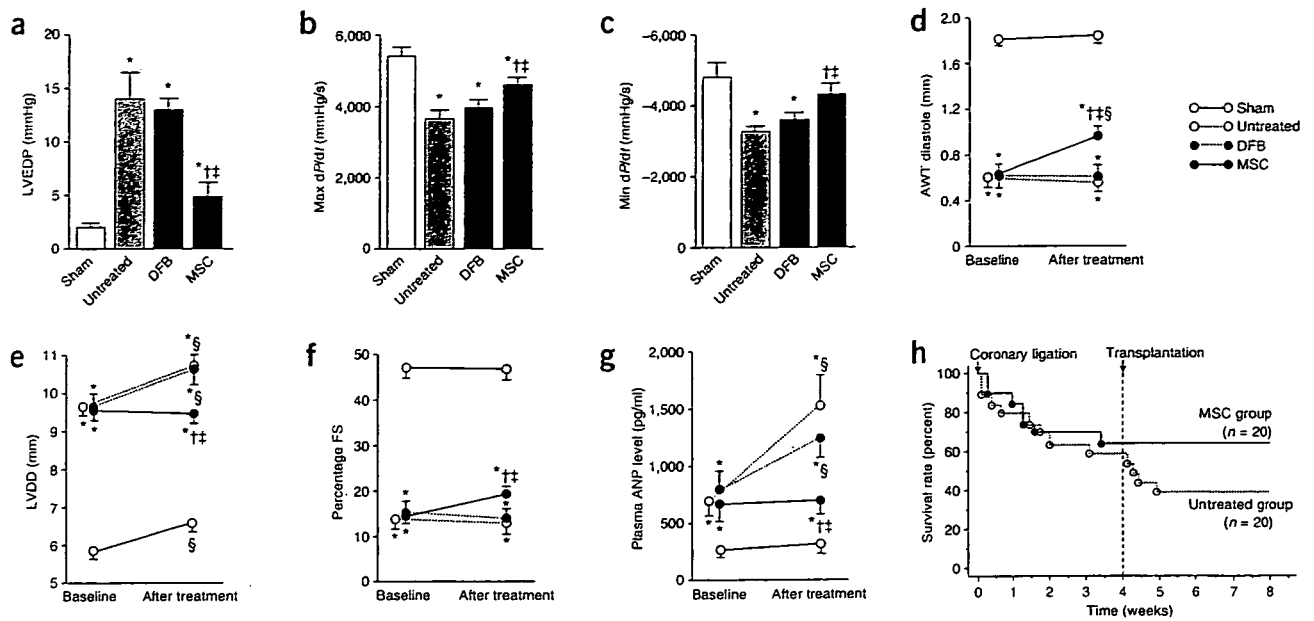 a
LVEDP (mmHg)
20
15
10
5
0
*
*
*†‡
Sham
Untreated
DFB
MSC
b
Max dP/dt (mmHg/s)
6,000
4,000
2,000
0
*
*
*†‡
Sham
Untreated
DFB
MSC
c
Min dP/dt (mmHg/s)
−6,000
−4,000
−2,000
0
*
*
†‡
Sham
Untreated
DFB
MSC
d
AWT diastole (mm)
2.0
1.6
1.2
0.8
0.4
0
*†‡§
*
*
*
*
*
Baseline
After treatment
Sham
Untreated
DFB
MSC
e
LVDD (mm)
11
10
9
8
7
6
5
*§
*
*§
*
*
*†‡
§
Baseline
After treatment
f
Percentage FS
50
40
30
20
10
0
*†‡
*
*
*
*
*
Baseline
After treatment
g
Plasma ANP level (pg/ml)
2,000
1,500
1,000
500
0
*§
*
*§
*
*
*†‡
Baseline
After treatment
h
Coronary ligation
Transplantation
Survival rate (percent)
100
80
60
40
20
0
MSC group
(n = 20)
Untreated group
(n = 20)
0 1 2 3 4 5 6 7 8
Time (weeks)